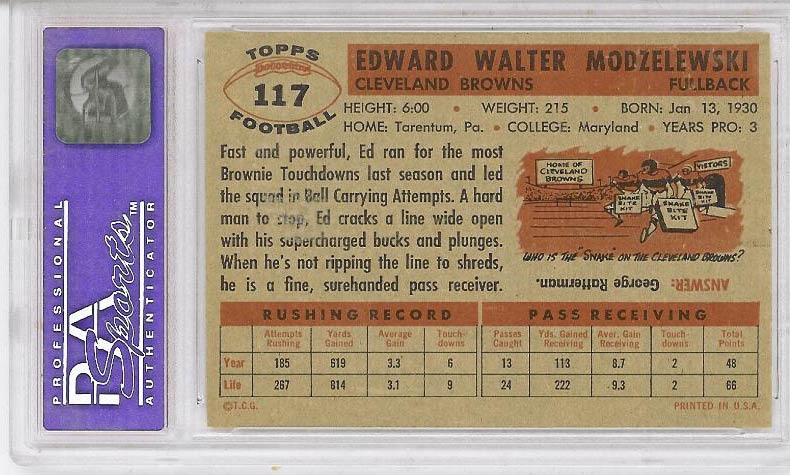 PROFESSIONAL
PSA
Sports™
AUTHENTICATOR
TOPPS
117
FOOTBALL
EDWARD WALTER MODZELEWSKI
CLEVELAND BROWNS FULLBACK
HEIGHT: 6:00 • WEIGHT: 215 • BORN: Jan 13, 1930
HOME: Tarentum, Pa. • COLLEGE: Maryland • YEARS PRO: 3
Fast and powerful, Ed ran for the most
Brownie Touchdowns last season and led
the squad in Ball Carrying Attempts. A hard
man to stop, Ed cracks a line wide open
with his supercharged bucks and plunges.
When he's not ripping the line to shreds,
he is a fine, surehanded pass receiver.
HOME OF
CLEVELAND
BROWNS
VISITORS
SNAKE BITE KIT
SNAKE BITE KIT
SNAKE BITE KIT
WHO IS THE "SNAKE" ON THE CLEVELAND BROWNS?
ANSWER: George Ratterman.
RUSHING RECORD PASS RECEIVING
Attempts Rushing Yards Gained Average Gain Touch-downs Passes Caught Yds. Gained Receiving Aver. Gain Receiving Touch-downs Total Points
Year 185 619 3.3 6 13 113 8.7 2 48
Life 267 814 3.1 9 24 222 9.3 2 66
©T.C.G. PRINTED IN U.S.A.